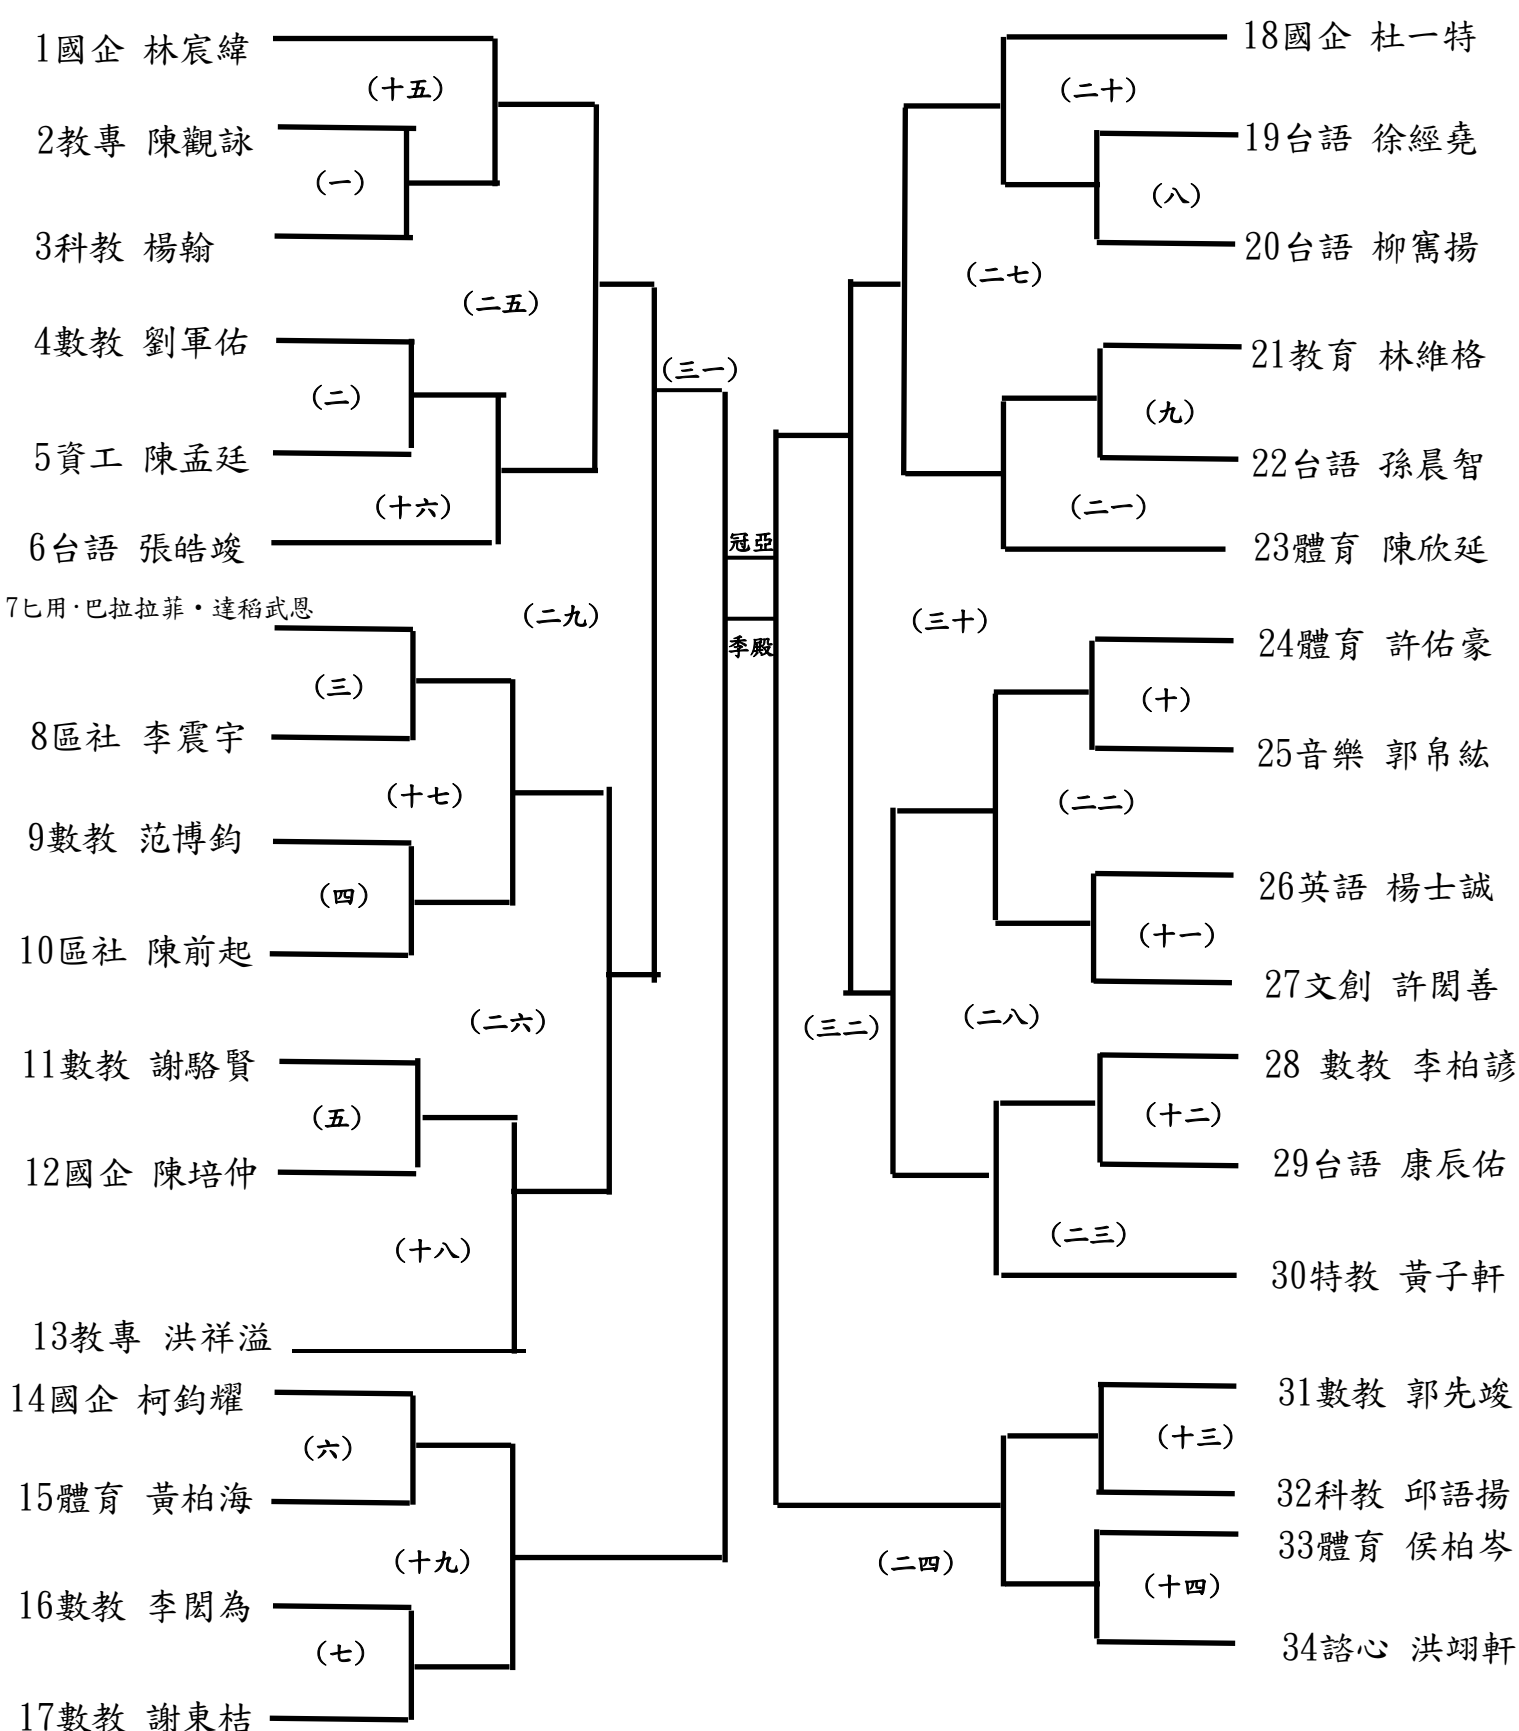 1國企 林宸緯
(十五)
2教專 陳觀詠
(一)
3科教 楊翰
(二五)
4數教 劉軍佑
(二)
5資工 陳孟廷
(十六)
6台語 張皓竣
7匕用·巴拉拉菲·達稻武恩
(二九)
(三)
8區社 李震宇
(十七)
9數教 范博鈞
(四)
10區社 陳前起
(二六)
11數教 謝駱賢
(五)
12國企 陳培仲
(十八)
13教專 洪祥溢
14國企 柯鈞耀
(六)
15體育 黃柏海
(十九)
16數教 李閎為
(七)
17數教 謝東桔
(三一)
冠亞
季殿
18國企 杜一特
(二十)
19台語 徐經堯
(八)
20台語 柳寯揚
(二七)
21教育 林維格
(九)
22台語 孫晨智
(二一)
23體育 陳欣延
(三十)
24體育 許佑豪
(十)
25音樂 郭帛紘
(二二)
26英語 楊士誠
(十一)
27文創 許閎善
(二八)
(三二)
28 數教 李柏諺
(十二)
29台語 康辰佑
(二三)
30特教 黃子軒
31數教 郭先竣
(十三)
32科教 邱語揚
33體育 侯柏岑
(二四)
(十四)
34諮心 洪翊軒